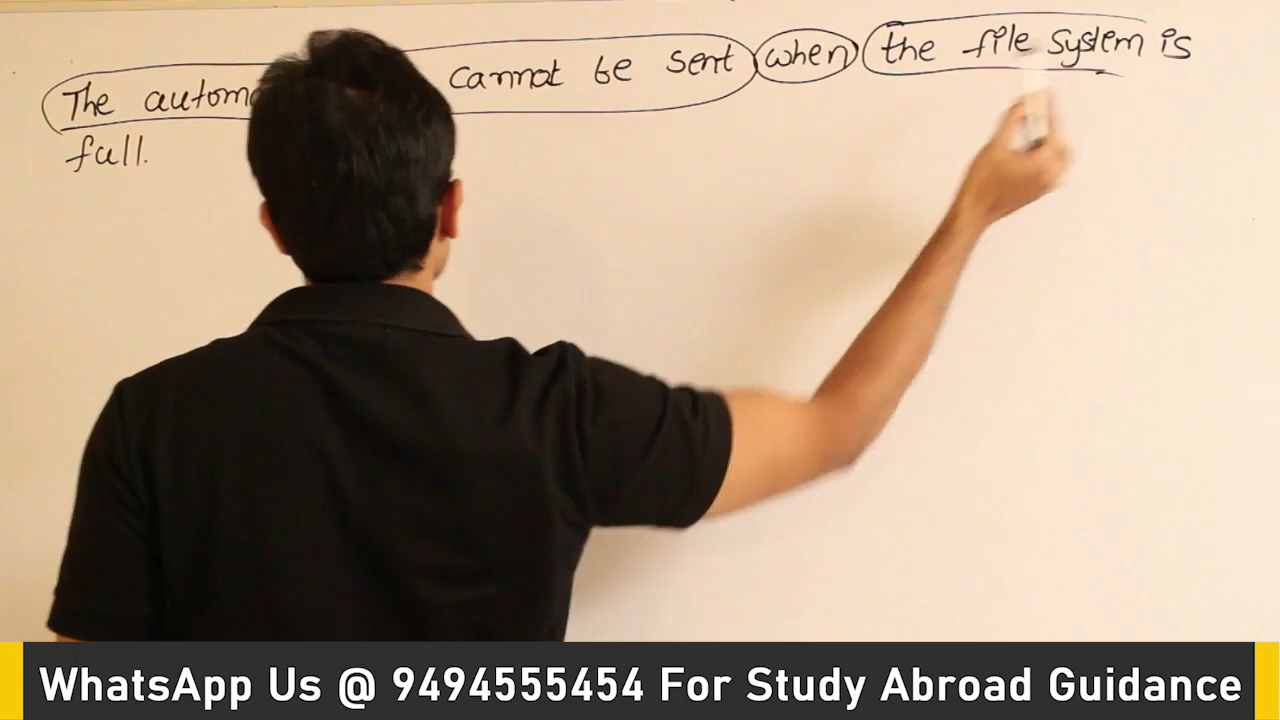 The autom cannot be sent when the file system is
full.
WhatsApp Us @ 9494555454 For Study Abroad Guidance